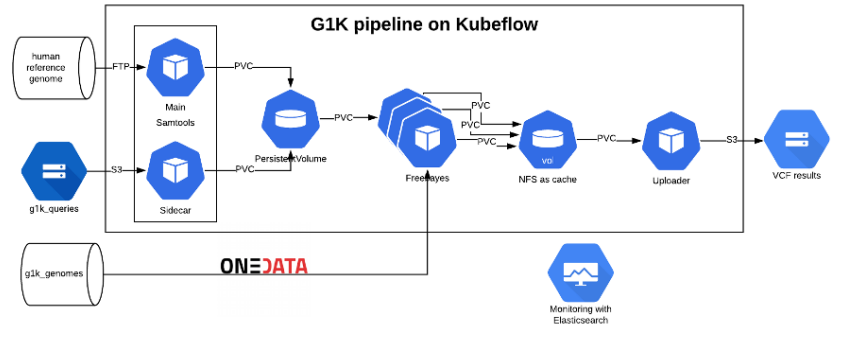 G1K pipeline on Kubeflow
human
reference
genome
FTP
Main
Samtools
PVC
PersistentVolume
PVC
Freebayes
PVC
PVC
PVC
vol
NFS as cache
PVC
Uploader
S3
VCF results
g1k_queries
S3
Sidecar
PVC
g1k_genomes
ONEDATA
Monitoring with
Elasticsearch